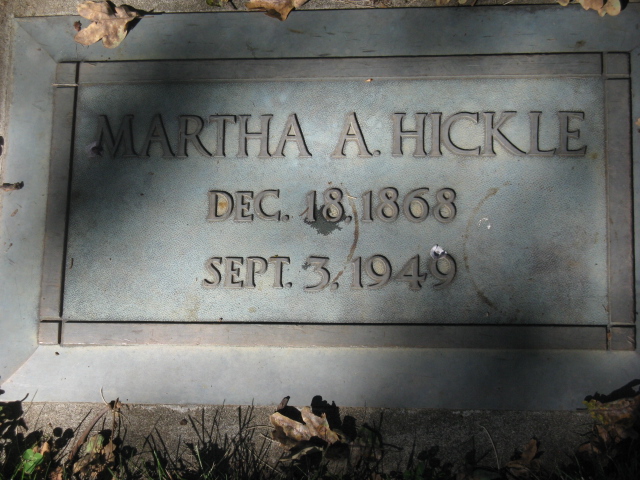 MARTHA A. HICKLE
DEC. 18. 1868
SEPT. 3. 1949